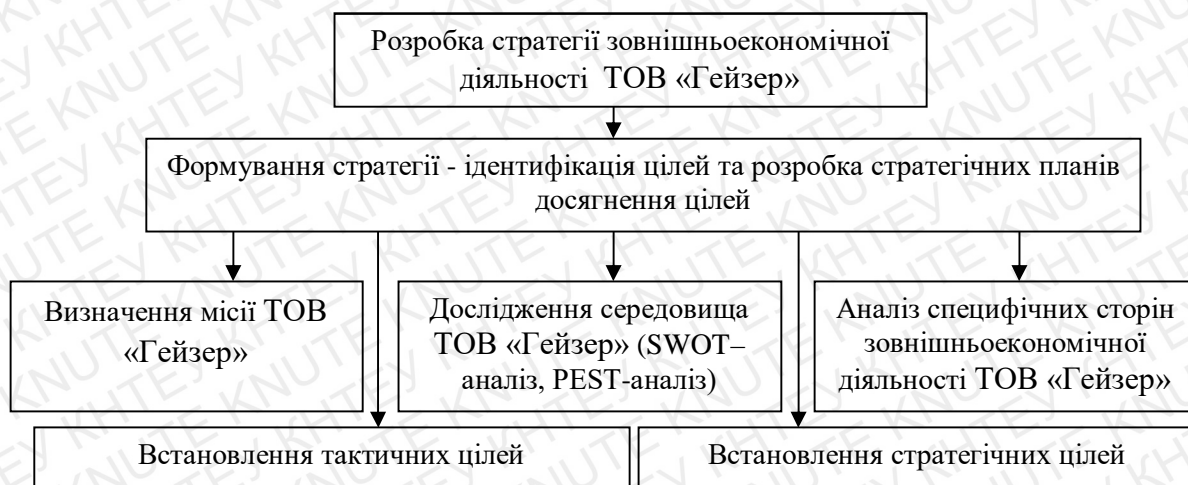 Розробка стратегії зовнішньоекономічної
діяльності ТОВ «Гейзер»
Формування стратегії - ідентифікація цілей та розробка стратегічних планів
досягнення цілей
Визначення місії ТОВ
«Гейзер»
Дослідження середовища
ТОВ «Гейзер» (SWOT–
аналіз, PEST-аналіз)
Аналіз специфічних сторін
зовнішньоекономічної
діяльності ТОВ «Гейзер»
Встановлення тактичних цілей
Встановлення стратегічних цілей